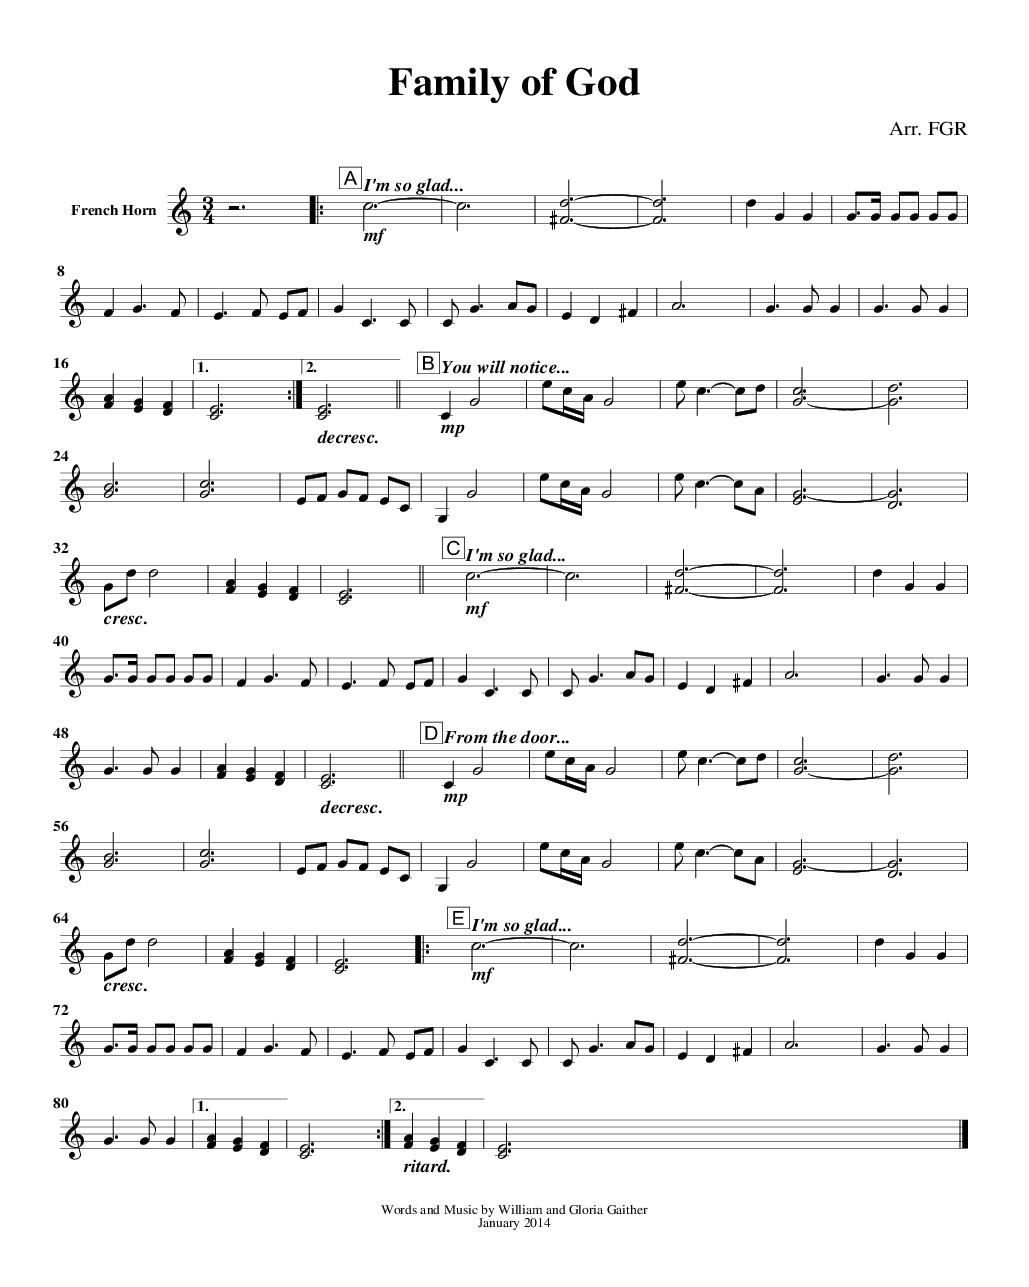 Family of God
Arr. FGR
A I'm so glad...
French Horn 3 4
mf
8
16 1. 2. B You will notice...
decresc. mp
24
32 C I'm so glad...
cresc. mf
40
48 D From the door...
decresc. mp
56
64 E I'm so glad...
cresc. mf
72
80 1. 2.
ritard.
Words and Music by William and Gloria Gaither
January 2014